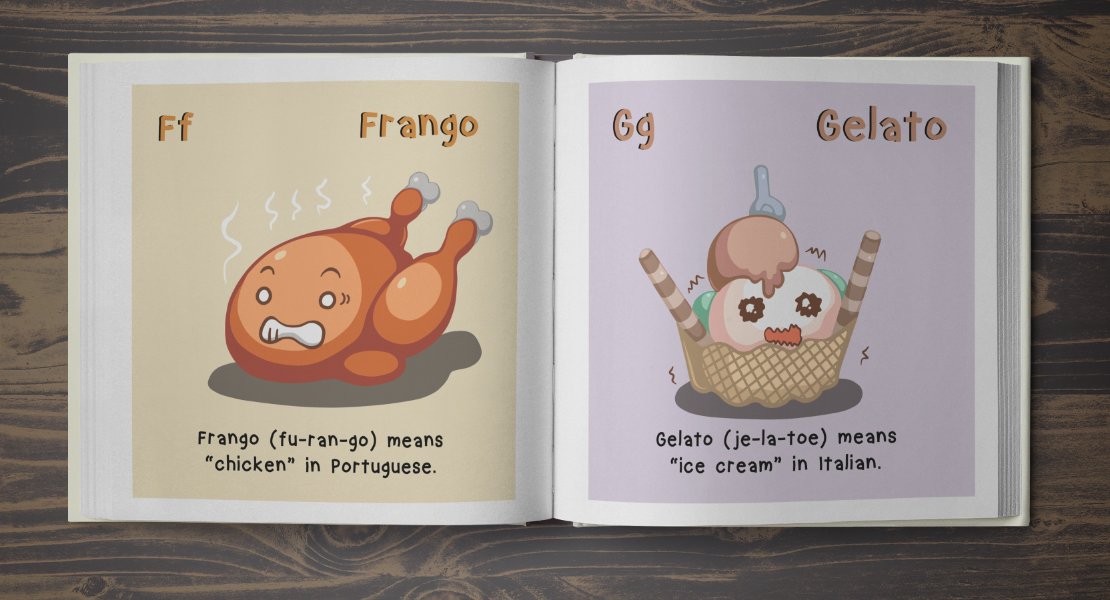 Ff
Frango
Frango (fu-ran-go) means
“chicken” in Portuguese.
Gg
Gelato
Gelato (je-la-toe) means
“ice cream” in Italian.